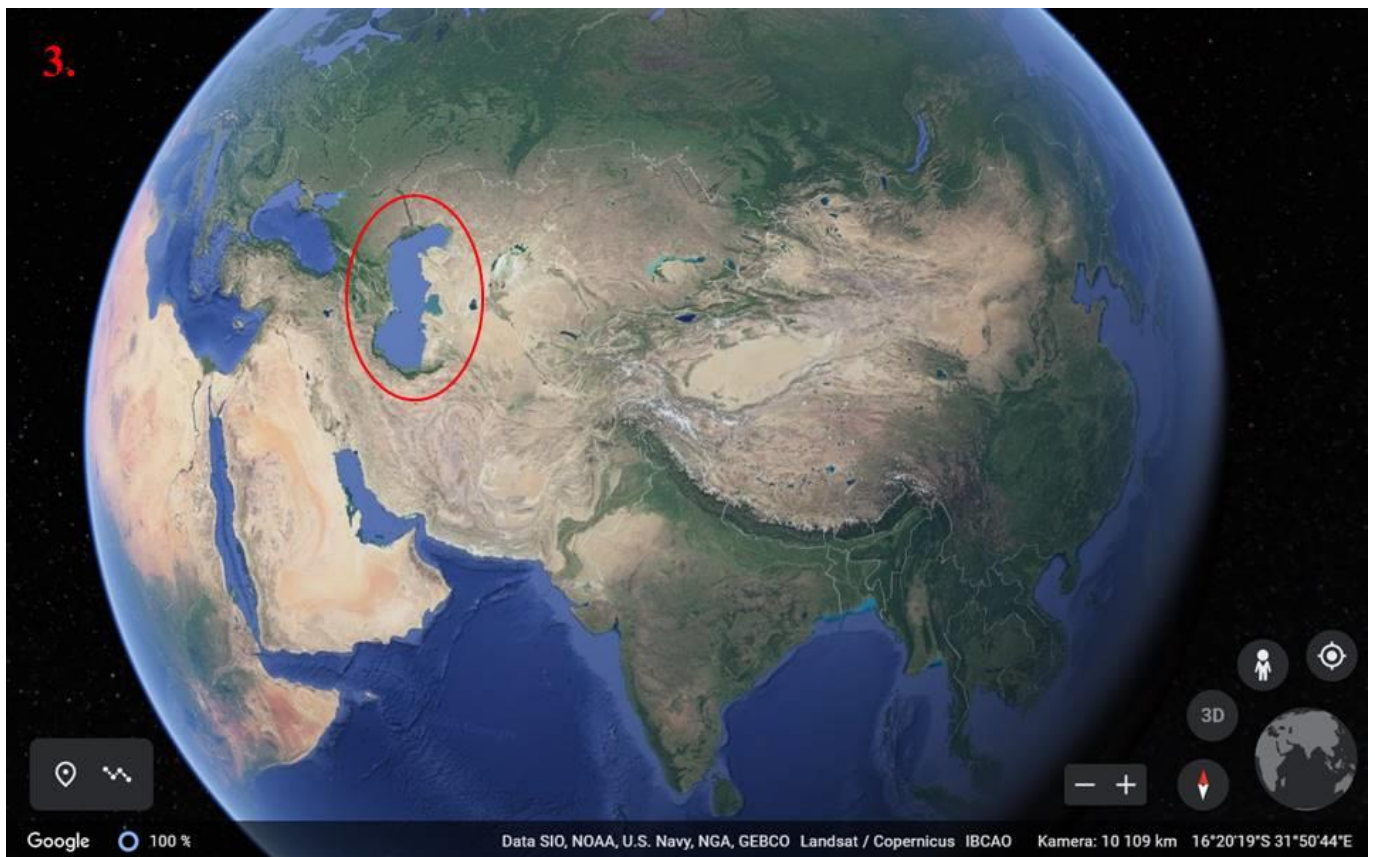 3.
3D
Google 100 % Data SIO, NOAA, U.S. Navy, NGA, GEBCO Landsat / Copernicus IBCAO Kamera: 10 109 km 16°20'19"S 31°50'44"E